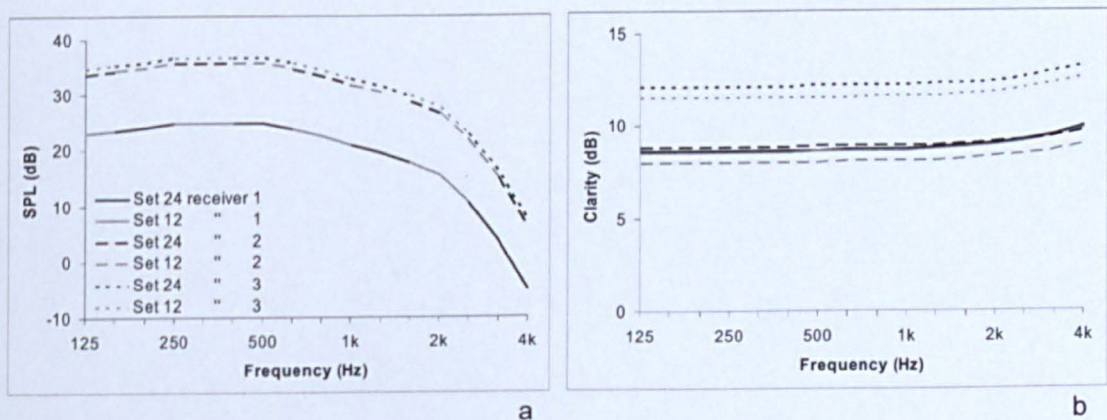 40
30
20
10
0
-10
SPL (dB)
Set 24 receiver 1
Set 12 " 1
Set 24 " 2
Set 12 " 2
Set 24 " 3
Set 12 " 3
125 250 500 1k 2k 4k
Frequency (Hz)
a
15
10
5
0
Clarity (dB)
125 250 500 1k 2k 4k
Frequency (Hz)
b